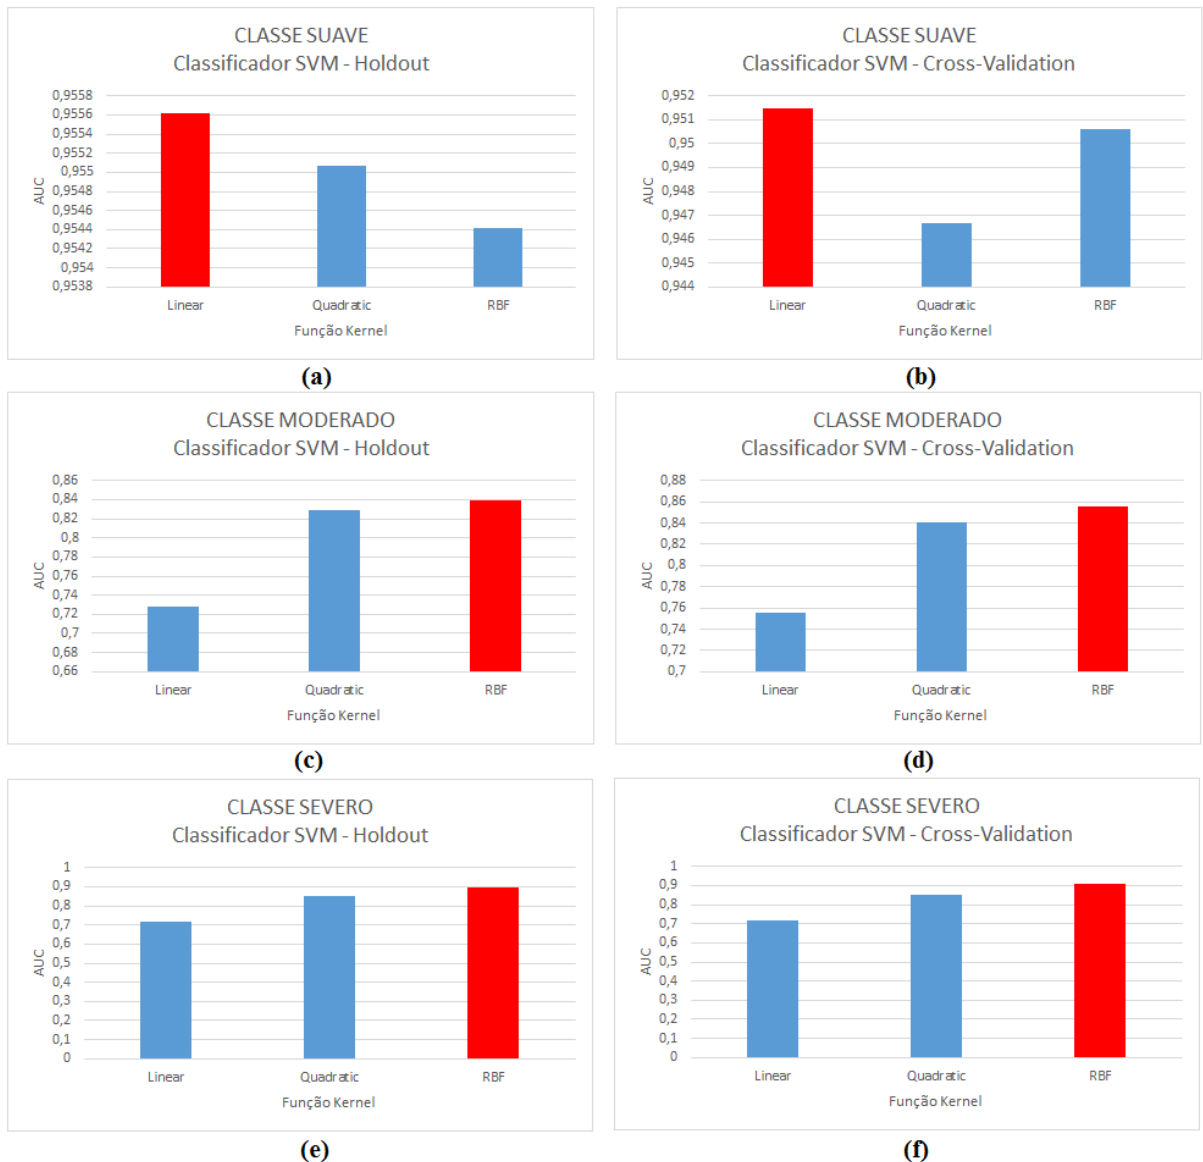 CLASSE SUAVE
Classificador SVM - Holdout
0,9558
0,9556
0,9554
0,9552
0,955
0,9548
0,9546
0,9544
0,9542
0,954
0,9538
AUC
Linear Quadratic RBF
Função Kernel
(a)
CLASSE SUAVE
Classificador SVM - Cross-Validation
0,952
0,951
0,95
0,949
0,948
0,947
0,946
0,945
0,944
AUC
Linear Quadratic RBF
Função Kernel
(b)
CLASSE MODERADO
Classificador SVM - Holdout
0,86
0,84
0,82
0,8
0,78
0,76
0,74
0,72
0,7
0,68
0,66
AUC
Linear Quadratic RBF
Função Kernel
(c)
CLASSE MODERADO
Classificador SVM - Cross-Validation
0,88
0,86
0,84
0,82
0,8
0,78
0,76
0,74
0,72
0,7
AUC
Linear Quadratic RBF
Função Kernel
(d)
CLASSE SEVERO
Classificador SVM - Holdout
1
0,9
0,8
0,7
0,6
0,5
0,4
0,3
0,2
0,1
0
AUC
Linear Quadratic RBF
Função Kernel
(e)
CLASSE SEVERO
Classificador SVM - Cross-Validation
1
0,9
0,8
0,7
0,6
0,5
0,4
0,3
0,2
0,1
0
AUC
Linear Quadratic RBF
Função Kernel
(f)